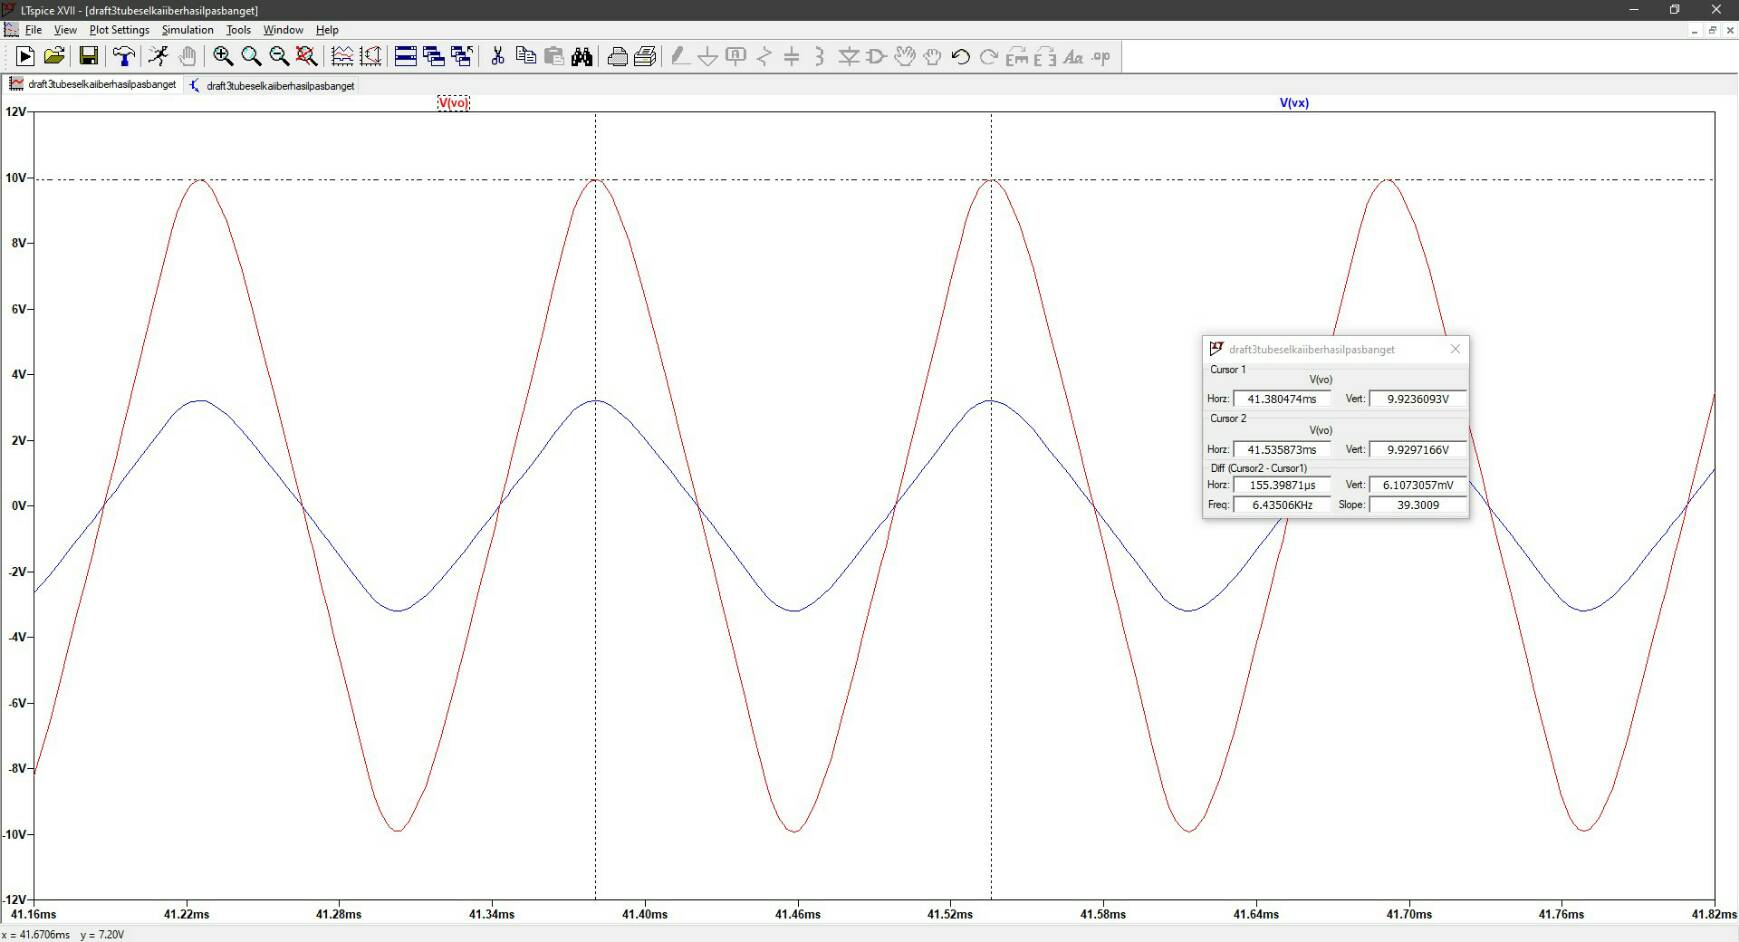 LTspice XVII - [draft3tubeselkaiiberhasilpasbanget]
File View Plot Settings Simulation Tools Window Help
draft3tubeselkaiiberhasilpasbanget draft3tubeselkaiiberhasilpasbanget
V(vo) V(vx)
12V
10V
8V
6V
4V
2V
0V
-2V
-4V
-6V
-8V
-10V
-12V
41.16ms 41.22ms 41.28ms 41.34ms 41.40ms 41.46ms 41.52ms 41.58ms 41.64ms 41.70ms 41.76ms 41.82ms
draft3tubeselkaiiberhasilpasbanget
Cursor 1
V(vo)
Horz: 41.380474ms Vert: 9.9236093V
Cursor 2
V(vo)
Horz: 41.535873ms Vert: 9.9297166V
Diff (Cursor2 - Cursor1)
Horz: 155.39871µs Vert: 6.1073057mV
Freq: 6.43506KHz Slope: 39.3009
x = 41.6706ms y = 7.20V